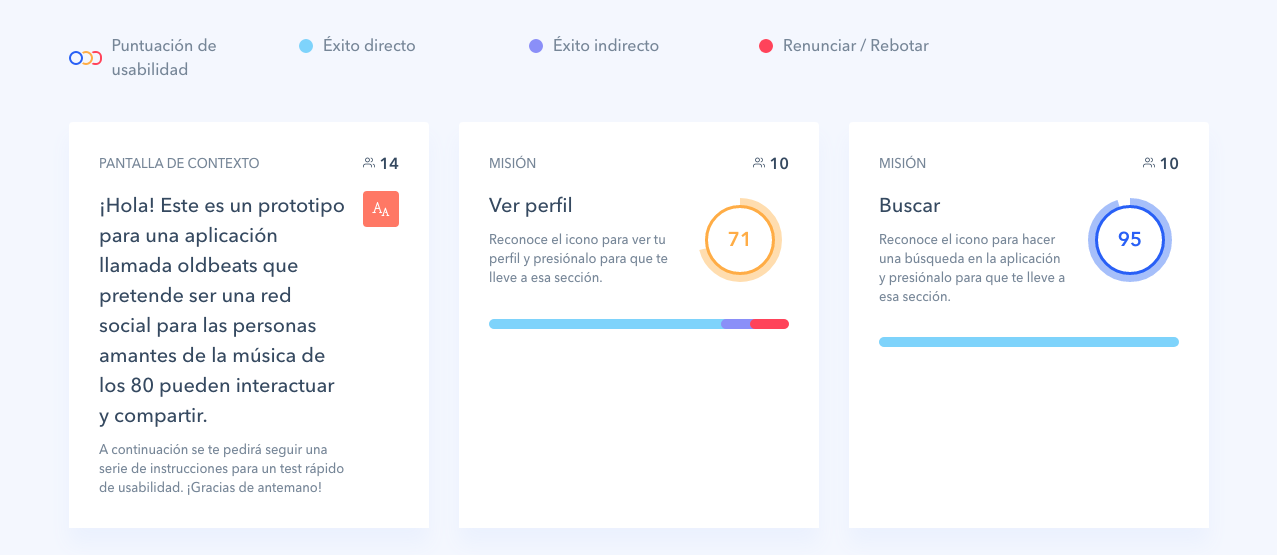 Puntuación de
usabilidad
Éxito directo
Éxito indirecto
Renunciar / Rebotar
PANTALLA DE CONTEXTO
14
¡Hola! Este es un prototipo
para una aplicación
llamada oldbeats que
pretende ser una red
social para las personas
amantes de la música de
los 80 pueden interactuar
y compartir.
A continuación se te pedirá seguir una
serie de instrucciones para un test rápido
de usabilidad. ¡Gracias de antemano!
AA
MISIÓN
10
Ver perfil
Reconoce el icono para ver tu
perfil y presiónalo para que te
lleve a esa sección.
71
MISIÓN
10
Buscar
Reconoce el icono para hacer
una búsqueda en la aplicación
y presiónalo para que te lleve a
esa sección.
95